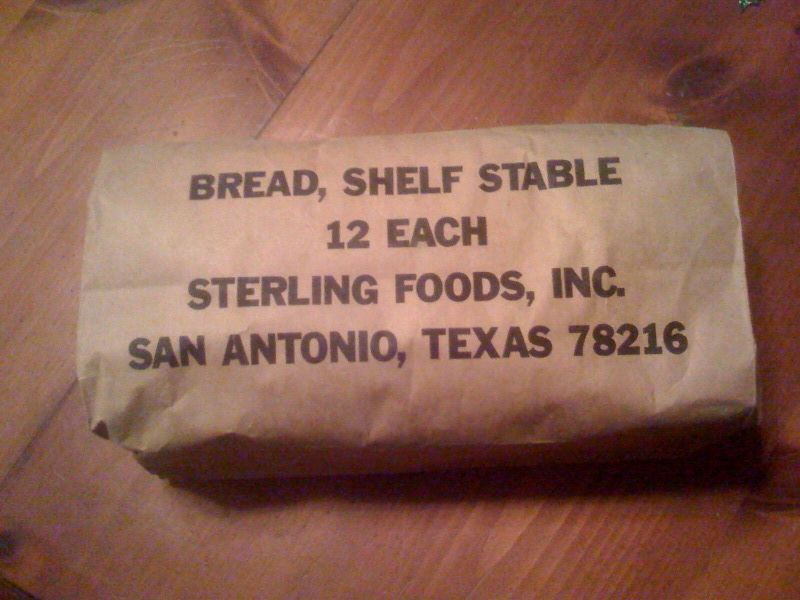 BREAD, SHELF STABLE
12 EACH
STERLING FOODS, INC.
SAN ANTONIO, TEXAS 78216